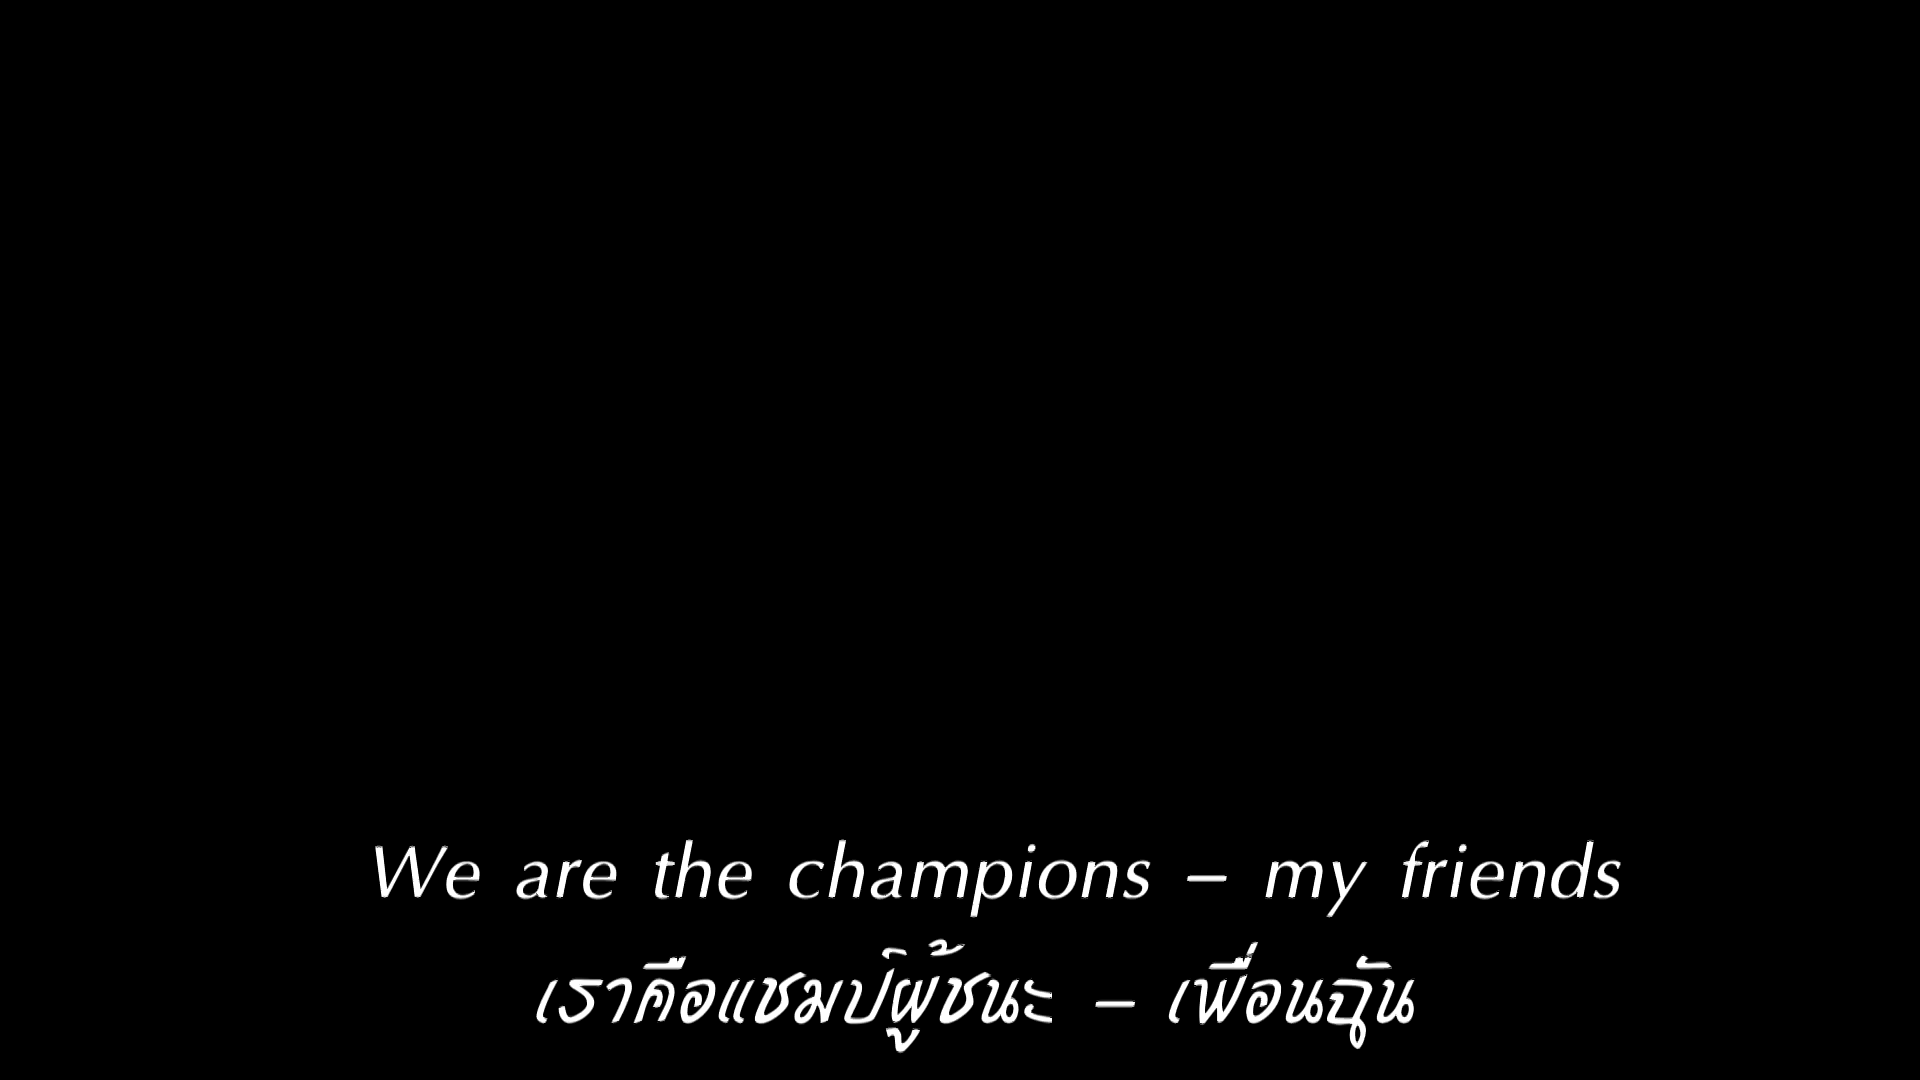 We are the champions – my friends
เราคือแชมป์ผู้ชนะ – เพื่อนฉัน